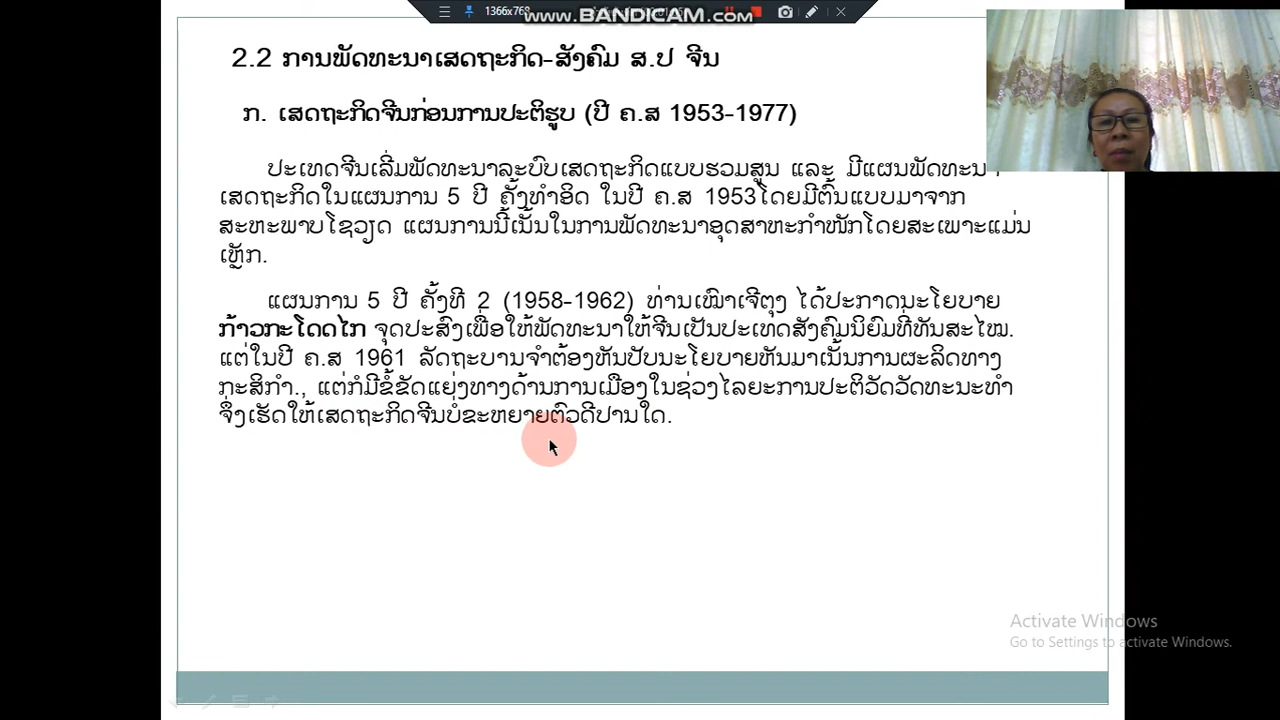 1366x768
www.BANDICAM.com
2.2 ການພັດທະນາເສດຖະກິດ-ສັງຄົມ ສ.ປ ຈີນ
ກ. ເສດຖະກິດຈີນກ່ອນການປະຕິຮູບ (ປີ ຄ.ສ 1953-1977)
ປະເທດຈີນເລີ່ມພັດທະນາລະບົບເສດຖະກິດແບບຮວມສູນ ແລະ ມີແຜນພັດທະນາ
ເສດຖະກິດໃນແຜນການ 5 ປີ ຄັ້ງທຳອິດ ໃນປີ ຄ.ສ 1953ໂດຍມີຕົ້ນແບບມາຈາກ
ສະຫະພາບໂຊວຽດ ແຜນການນີ້ເນັ້ນໃນການພັດທະນາອຸດສາຫະກຳໜັກໂດຍສະເພາະແມ່ນ
ເຫຼັກ.
ແຜນການ 5 ປີ ຄັ້ງທີ 2 (1958-1962) ທ່ານເໝົາເຈີຕຸງ ໄດ້ປະກາດນະໂຍບາຍ
ກ້າວກະໂດດໄກ ຈຸດປະສົງເພື່ອໃຫ້ພັດທະນາໃຫ້ຈີນເປັນປະເທດສັງຄົມນິຍົມທີ່ທັນສະໄໝ.
ແຕ່ໃນປີ ຄ.ສ 1961 ລັດຖະບານຈຳຕ້ອງຫັນປັບນະໂຍບາຍຫັນມາເນັ້ນການຜະລິດທາງ
ກະສິກຳ., ແຕ່ກໍມີຂໍ້ຂັດແຍ່ງທາງດ້ານການເມືອງໃນຊ່ວງໄລຍະການປະຕິວັດວັດທະນະທຳ
ຈຶ່ງເຮັດໃຫ້ເສດຖະກິດຈີນບໍ່ຂະຫຍາຍຕົວດີປານໃດ.
Activate Windows
Go to Settings to activate Windows.